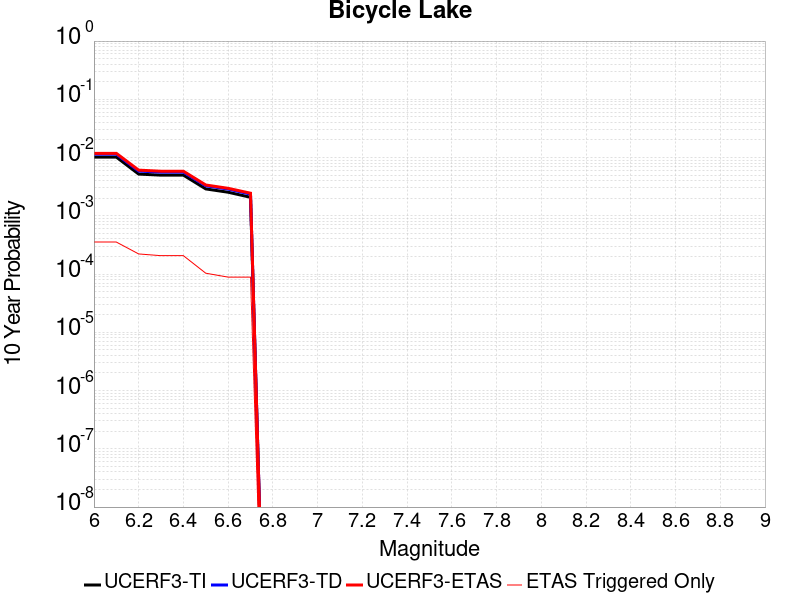 Bicycle Lake
10^0
10^-1
10^-2
10^-3
10^-4
10^-5
10^-6
10^-7
10^-8
10 Year Probability
6 6.2 6.4 6.6 6.8 7 7.2 7.4 7.6 7.8 8 8.2 8.4 8.6 8.8 9
Magnitude
UCERF3-TI UCERF3-TD UCERF3-ETAS ETAS Triggered Only